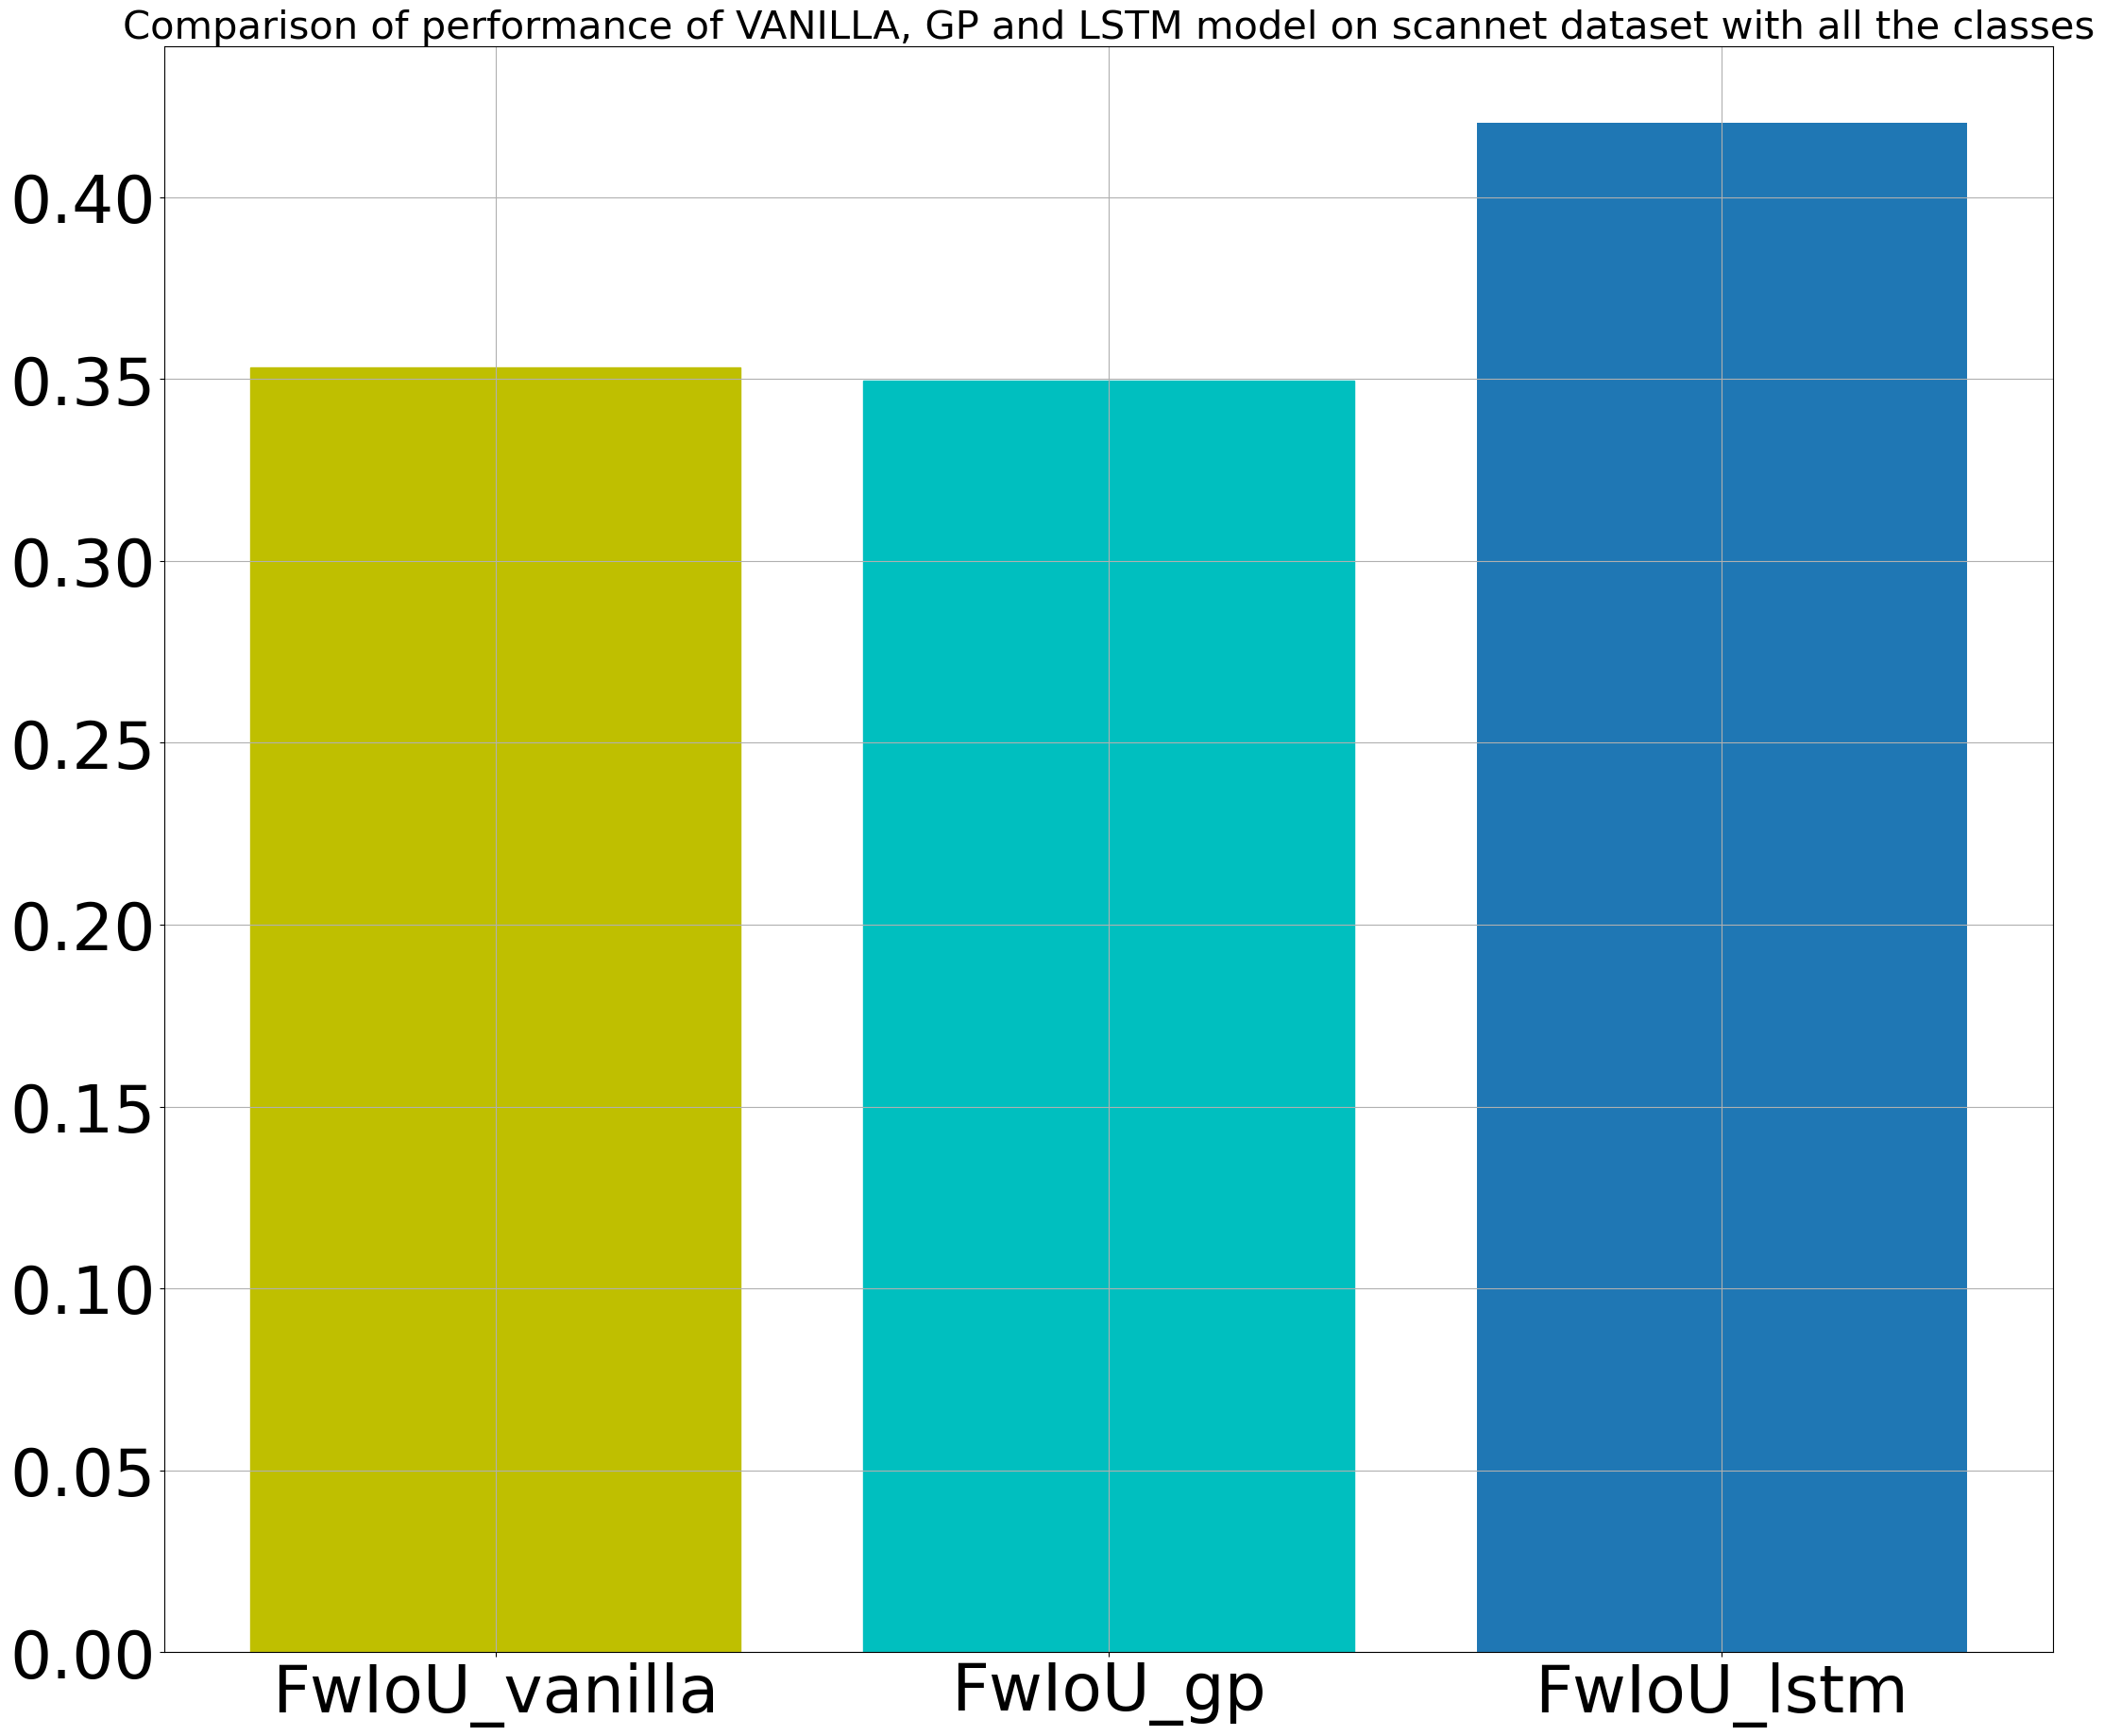 Comparison of performance of VANILLA, GP and LSTM model on scannet dataset with all the classes
0.40
0.35
0.30
0.25
0.20
0.15
0.10
0.05
0.00
FwIoU_vanilla
FwIoU_gp
FwIoU_lstm